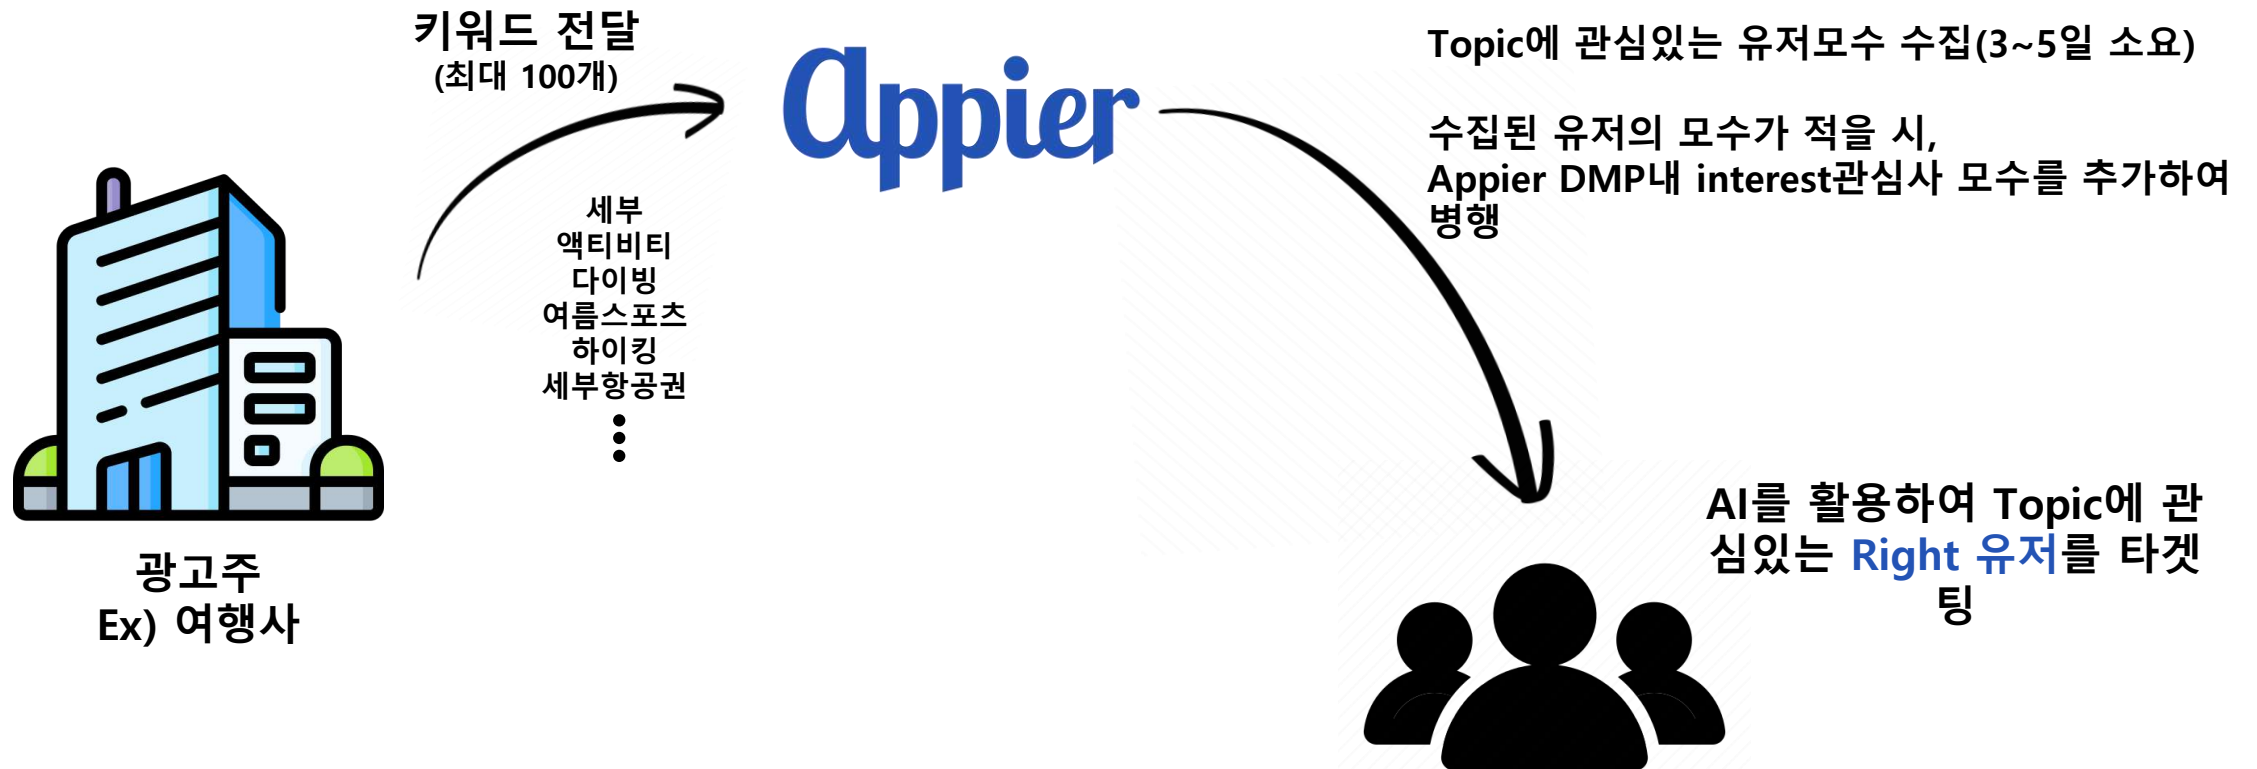 키워드 전달
(최대 100개)
세부
액티비티
다이빙
여름스포츠
하이킹
세부항공권
광고주
Ex) 여행사
Appier
Topic에 관심있는 유저모수 수집(3~5일 소요)
수집된 유저의 모수가 적을 시,
Appier DMP내 interest관심사 모수를 추가하여
병행
AI를 활용하여 Topic에 관
심있는 Right 유저를 타겟
팅